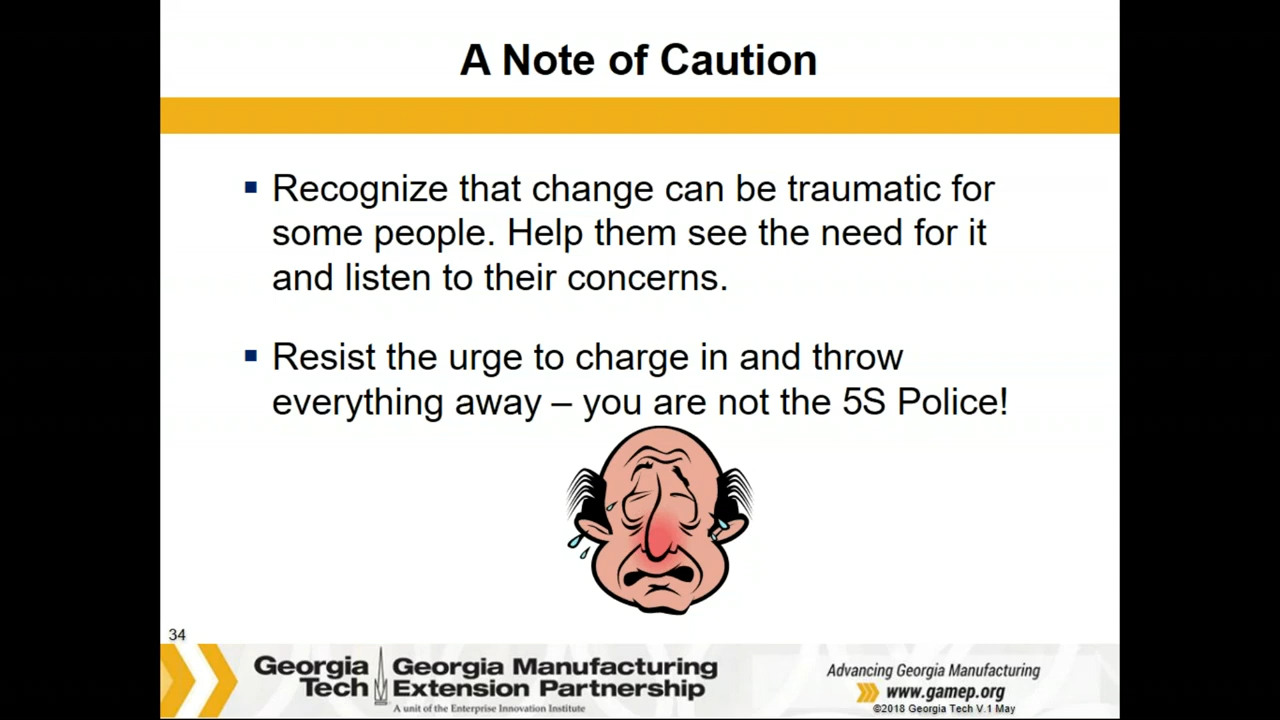 A Note of Caution
Recognize that change can be traumatic for
some people. Help them see the need for it
and listen to their concerns.
Resist the urge to charge in and throw
everything away – you are not the 5S Police!
34
Georgia Tech
Georgia Manufacturing
Extension Partnership
A unit of the Enterprise Innovation Institute
Advancing Georgia Manufacturing
www.gamep.org
©2018 Georgia Tech V.1 May